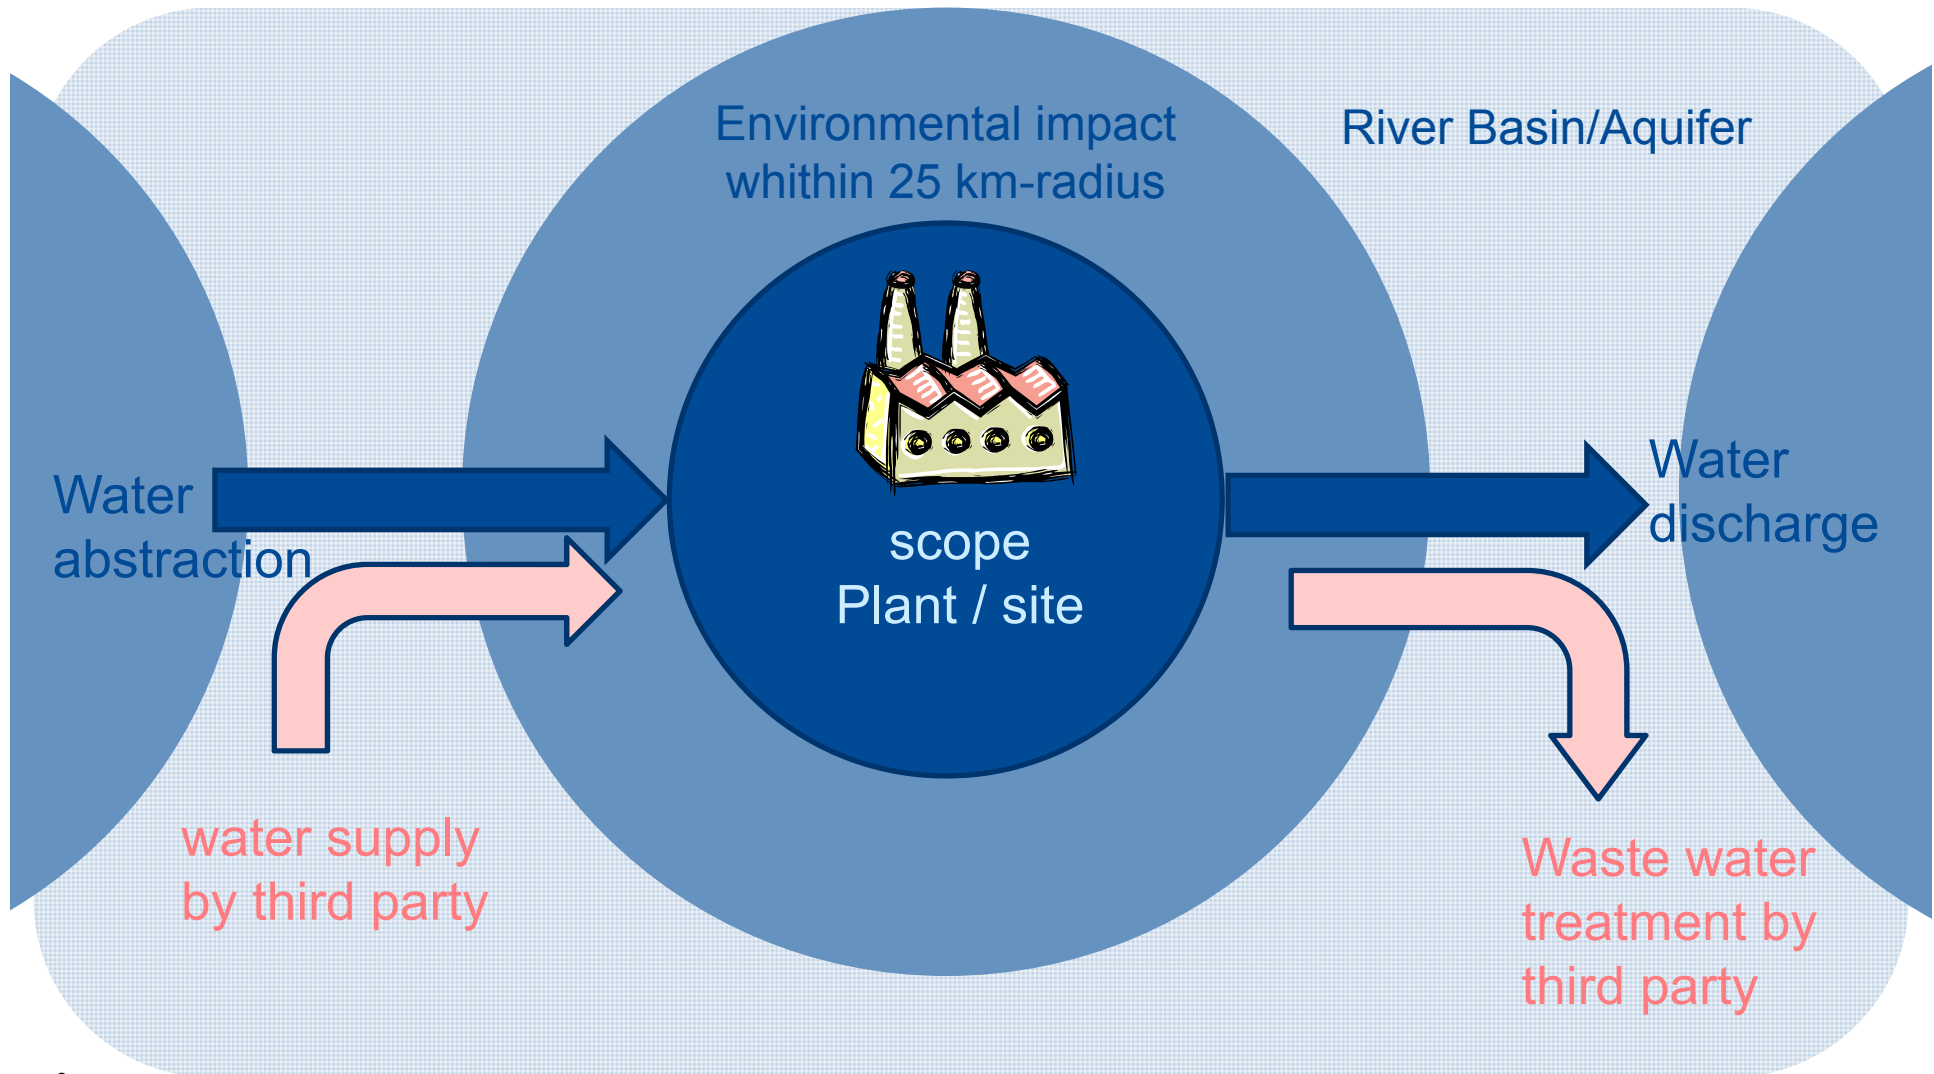 Environmental impact
whithin 25 km-radius
River Basin/Aquifer
Water
abstraction
scope
Plant / site
Water
discharge
water supply
by third party
Waste water
treatment by
third party